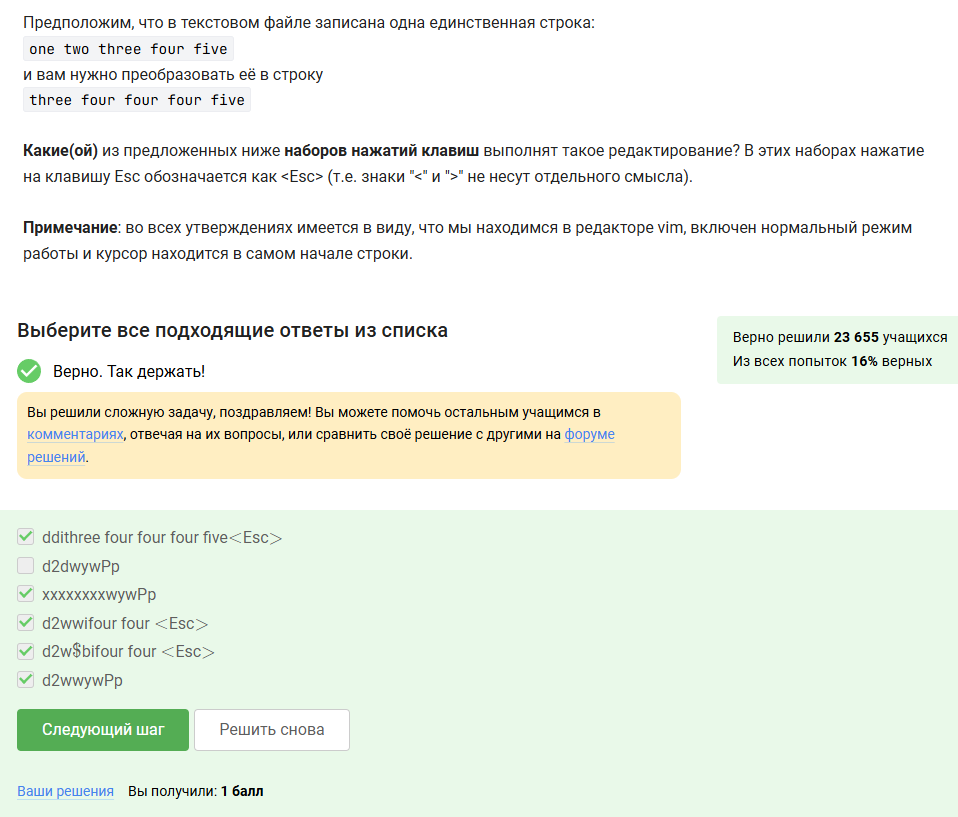 Предположим, что в текстовом файле записана одна единственная строка:
one two three four five
и вам нужно преобразовать её в строку
three four four four five
Какие(ой) из предложенных ниже наборов нажатий клавиш выполнят такое редактирование? В этих наборах нажатие
на клавишу Esc обозначается как <Esc> (т.е. знаки "<" и ">" не несут отдельного смысла).
Примечание: во всех утверждениях имеется в виду, что мы находимся в редакторе vim, включен нормальный режим
работы и курсор находится в самом начале строки.
Выберите все подходящие ответы из списка
Верно решили 23 655 учащихся
Из всех попыток 16% верных
Верно. Так держать!
Вы решили сложную задачу, поздравляем! Вы можете помочь остальным учащимся в
комментариях, отвечая на их вопросы, или сравнить своё решение с другими на форуме
решений.
ddithree four four four five<Esc>
d2dwywPp
xxxxxxxxwywPp
d2wwifour four <Esc>
d2w$bifour four <Esc>
d2wwywPp
Следующий шаг
Решить снова
Ваши решения Вы получили: 1 балл